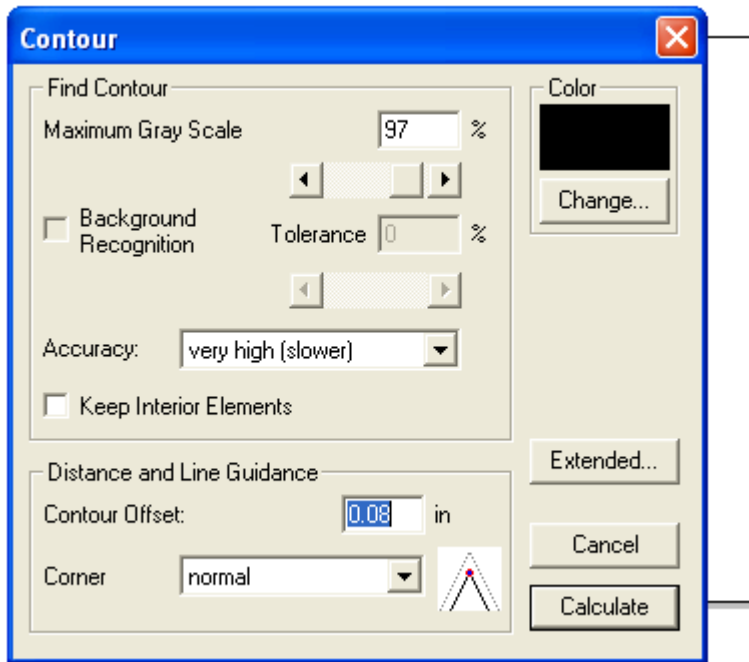 Contour
Find Contour
Color
Maximum Gray Scale 97 %
Change...
Background
Recognition
Tolerance 0 %
Accuracy: very high (slower)
Keep Interior Elements
Extended...
Distance and Line Guidance
Contour Offset: 0.08 in
Cancel
Corner normal
Calculate